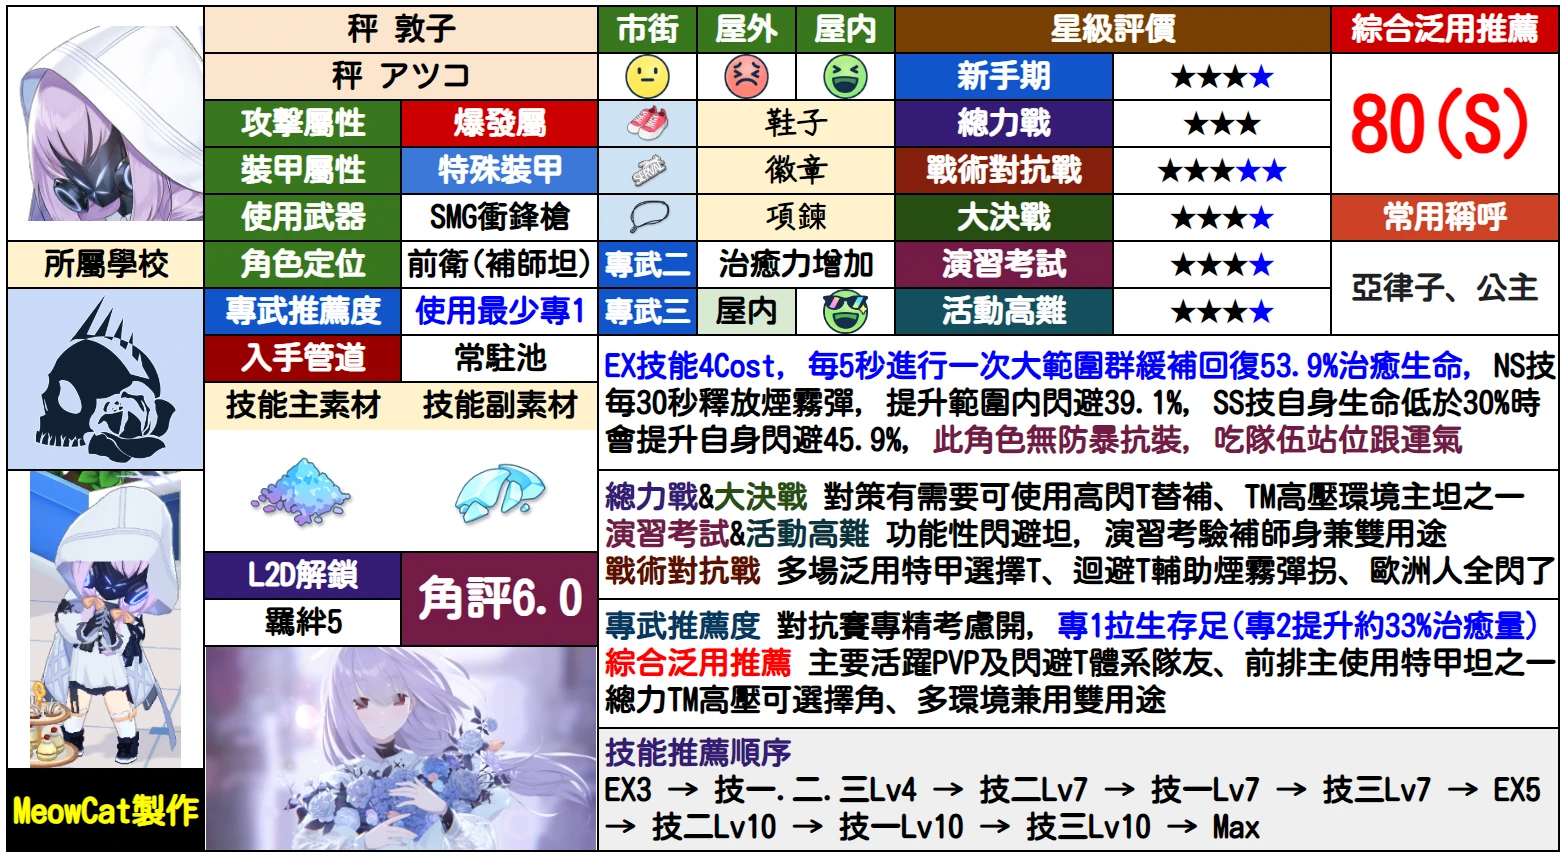 秤 敦子
市街
屋外
屋内
星級評價
綜合泛用推薦
秤 アツコ
新手期
★★★★
80(S)
攻擊屬性
爆發屬
鞋子
總力戰
★★★
裝甲屬性
特殊裝甲
SERVAL
徽章
戰術對抗戰
★★★★★
使用武器
SMG衝鋒槍
項鍊
大決戰
★★★★
常用稱呼
所屬學校
角色定位
前衛(補師坦)
專武二
治癒力增加
演習考試
★★★★
亞律子、公主
專武推薦度
使用最少專1
專武三
屋内
活動高難
★★★★
入手管道
常駐池
技能主素材
技能副素材
EX技能4Cost, 每5秒進行一次大範圍群緩補回復53.9%治癒生命, NS技
每30秒釋放煙霧彈, 提升範圍内閃避39.1%, SS技自身生命低於30%時
會提升自身閃避45.9%, 此角色無防暴抗裝, 吃隊伍站位跟運氣
總力戰&大決戰 對策有需要可使用高閃T替補、TM高壓環境主坦之一
演習考試&活動高難 功能性閃避坦, 演習考驗補師身兼雙用途
戰術對抗戰 多場泛用特甲選擇T、迴避T輔助煙霧彈拐、歐洲人全閃了
L2D解鎖
羈絆5
角評6.0
專武推薦度 對抗賽專精考慮開, 專1拉生存足(專2提升約33%治癒量)
綜合泛用推薦 主要活躍PVP及閃避T體系隊友、前排主使用特甲坦之一
總力TM高壓可選擇角、多環境兼用雙用途
技能推薦順序
EX3 → 技一.二.三Lv4 → 技二Lv7 → 技一Lv7 → 技三Lv7 → EX5
→ 技二Lv10 → 技一Lv10 → 技三Lv10 → Max
MeowCat製作